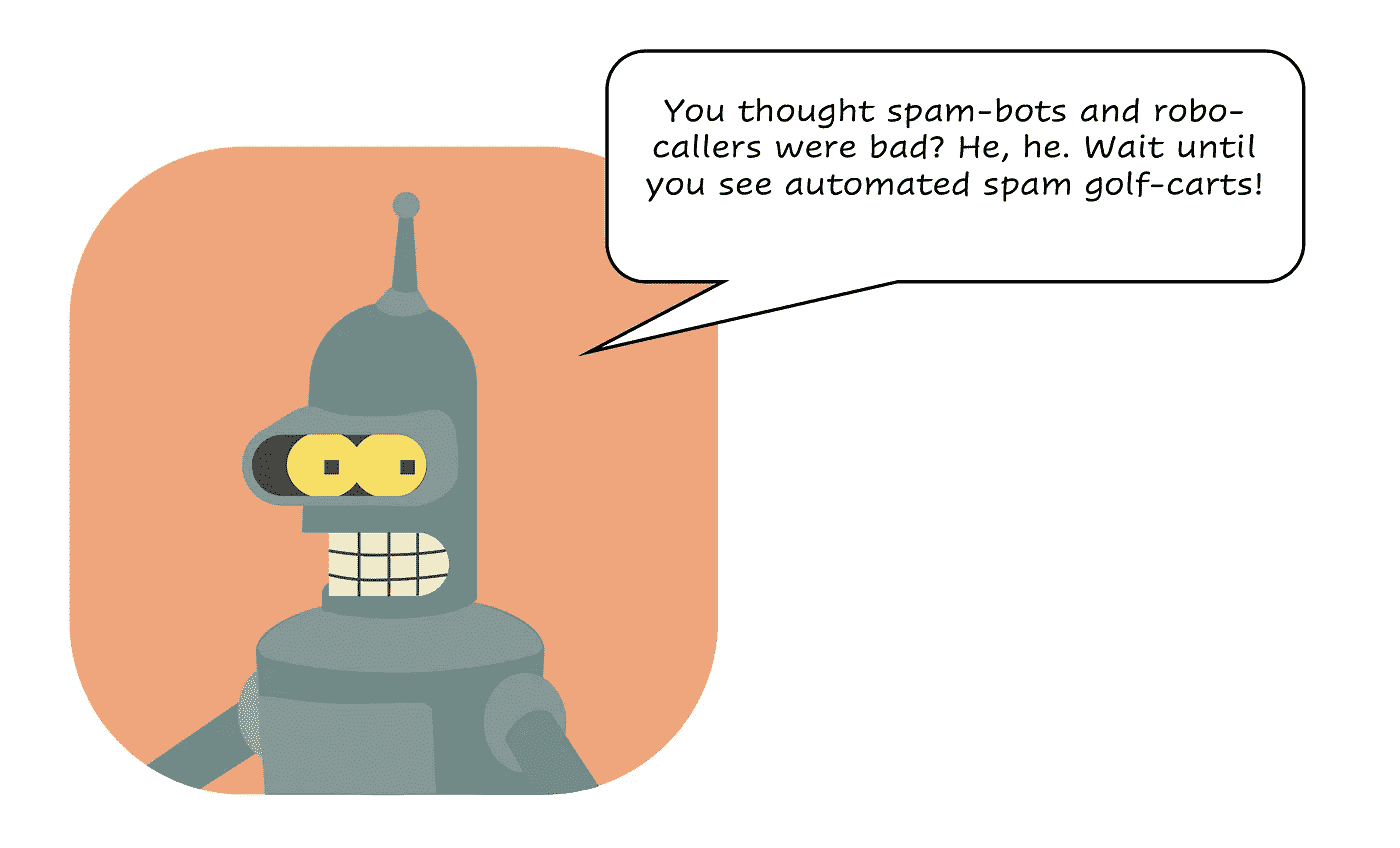 You thought spam-bots and robo-
callers were bad? He, he. Wait until
you see automated spam golf-carts!